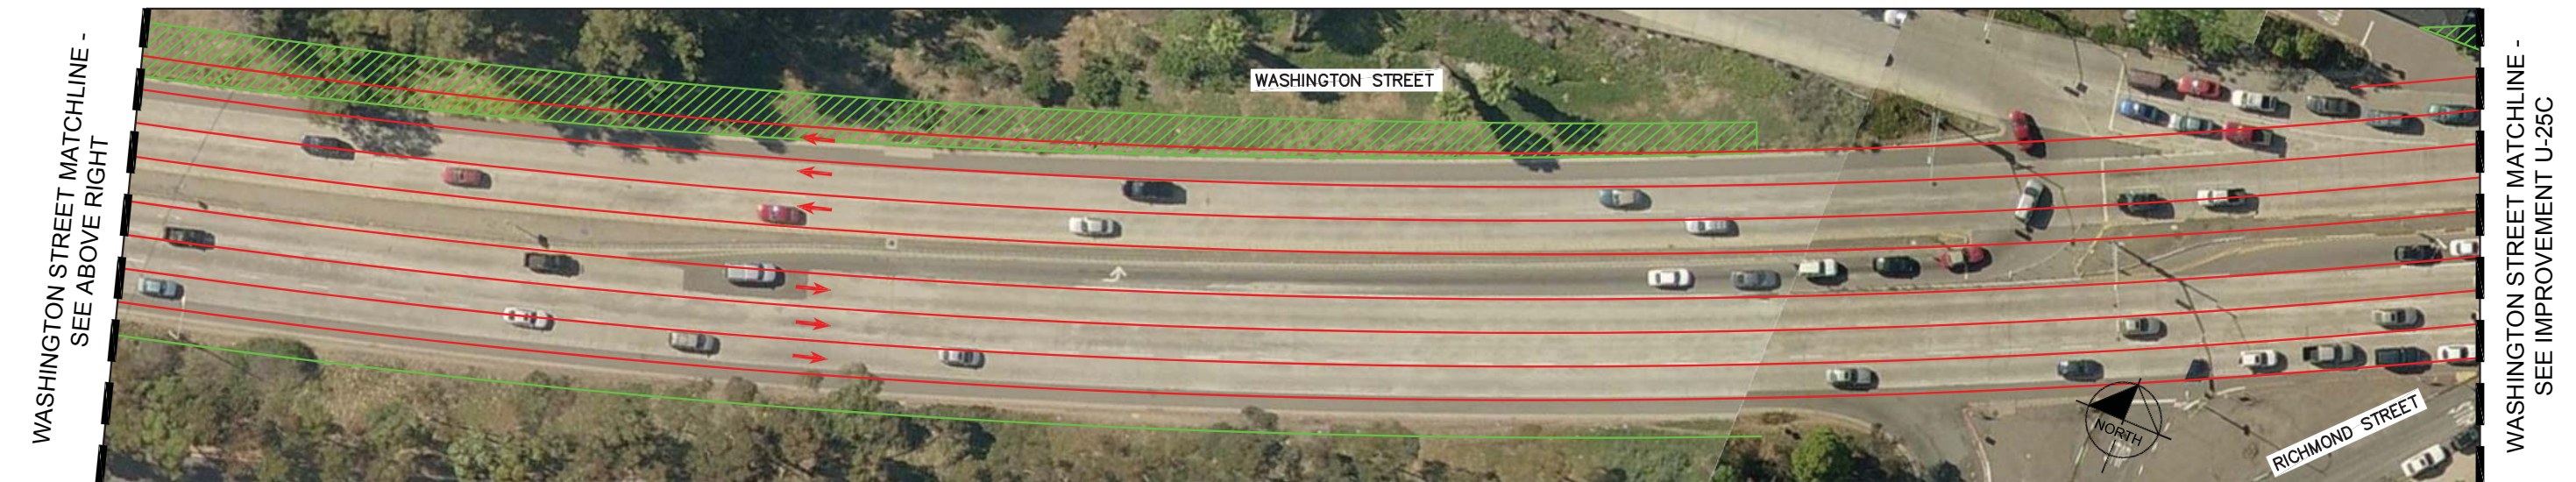 WASHINGTON STREET MATCHLINE -
SEE ABOVE RIGHT
WASHINGTON STREET
NORTH
RICHMOND STREET
WASHINGTON STREET MATCHLINE -
SEE IMPROVEMENT U-25C